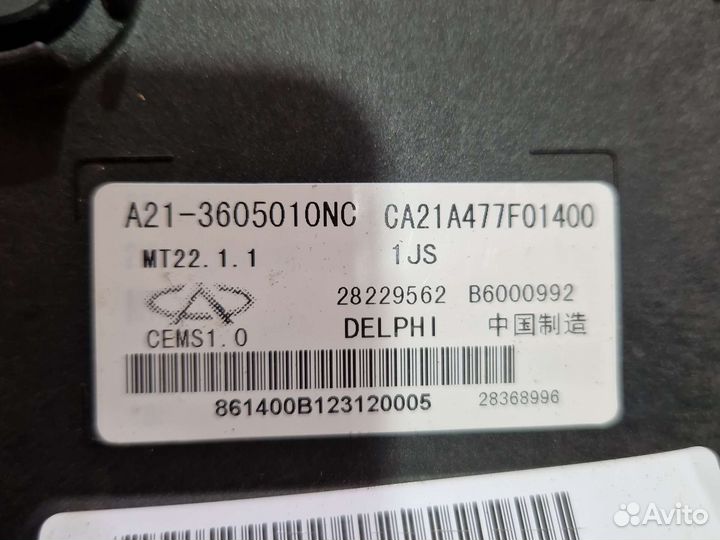 A21-3605010NC CA21A477F01400
MT22.1.1 1JS
28229562 B6000992
CEMS1.0 DELPHI 中国制造
861400B123120005 28368996
Avito